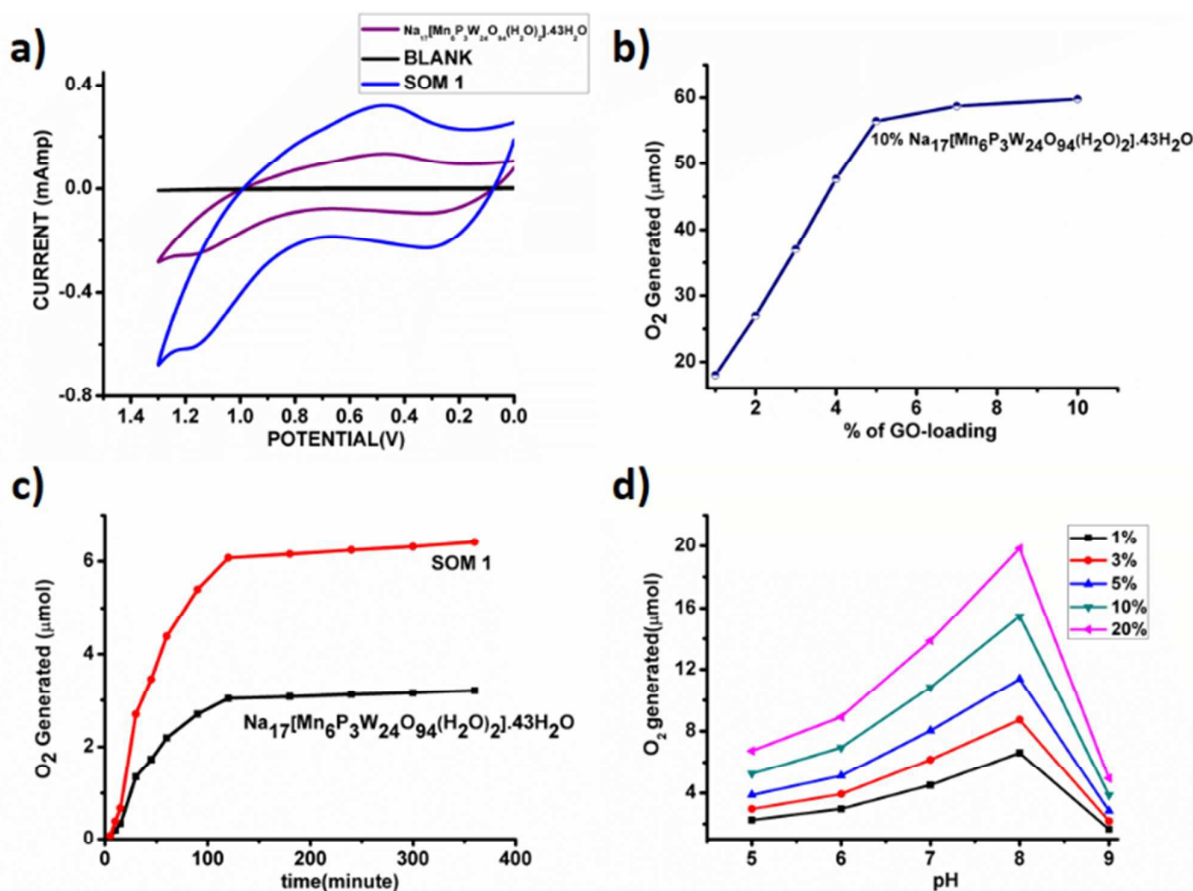 a)
Na17[Mn6P3W24O94(H2O)2].43H2O
BLANK
SOM 1
0.4
0.0
-0.4
-0.8
CURRENT (mAmp)
1.4 1.2 1.0 0.8 0.6 0.4 0.2 0.0
POTENTIAL(V)
b)
60
50
40
30
20
O2 Generated (μmol)
10% Na17[Mn6P3W24O94(H2O)2].43H2O
2 4 6 8 10
% of GO-loading
c)
6
4
2
0
O2 Generated (μmol)
SOM 1
Na17[Mn6P3W24O94(H2O)2].43H2O
0 100 200 300 400
time(minute)
d)
20
16
12
8
4
O2 generated(μmol)
1%
3%
5%
10%
20%
5 6 7 8 9
pH